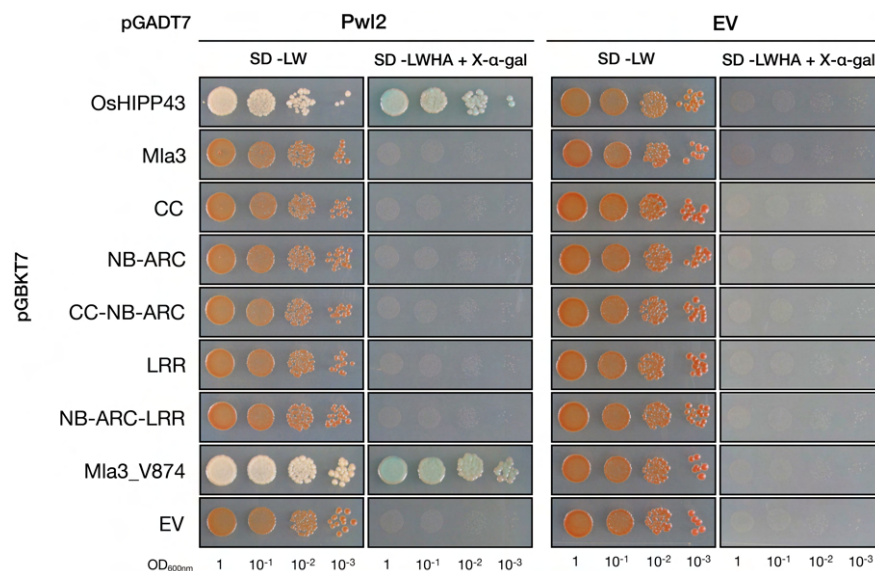 pGADT7 Pwl2 EV
SD -LW SD -LWHA + X-α-gal SD -LW SD -LWHA + X-α-gal
pGBKT7
OsHIPP43
Mla3
CC
NB-ARC
CC-NB-ARC
LRR
NB-ARC-LRR
Mla3_V874
EV
OD600nm 1 10-1 10-2 10-3 1 10-1 10-2 10-3 1 10-1 10-2 10-3 1 10-1 10-2 10-3